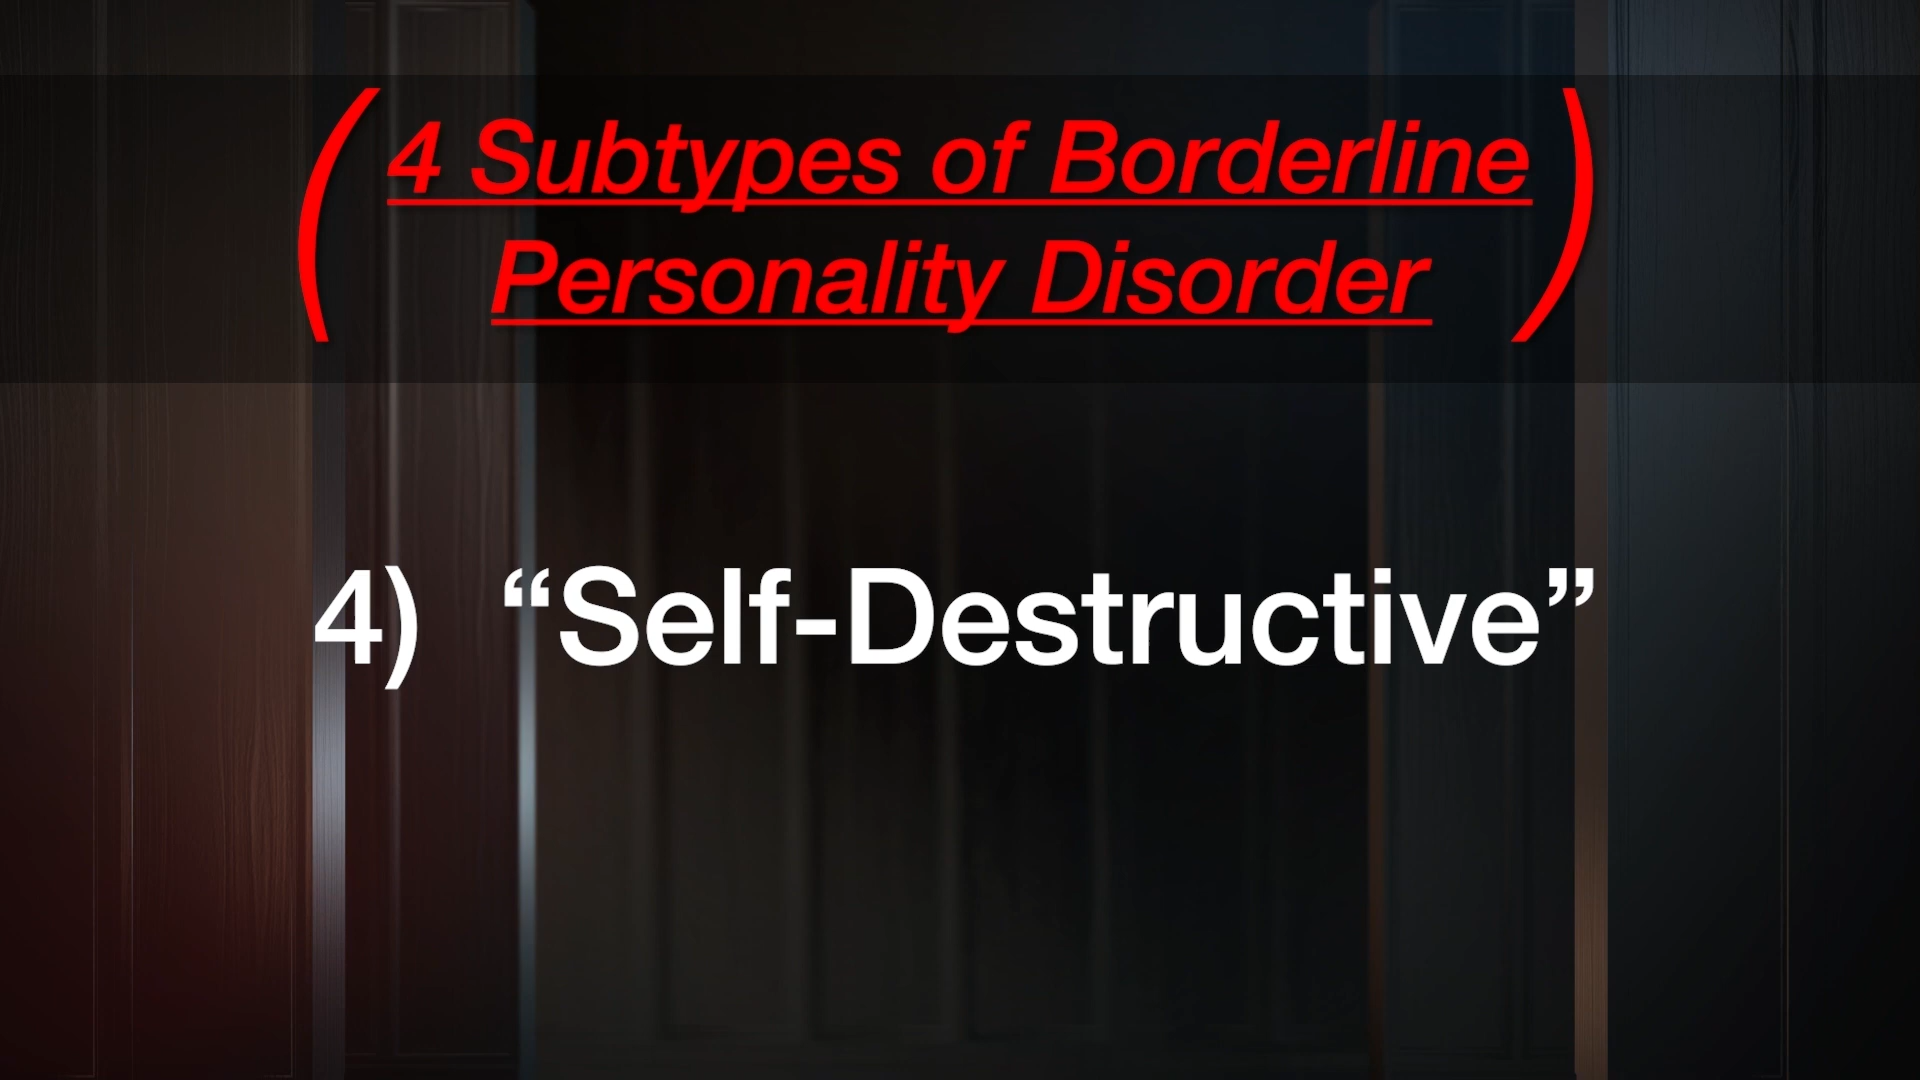 (4 Subtypes of Borderline
Personality Disorder)
4) “Self-Destructive”